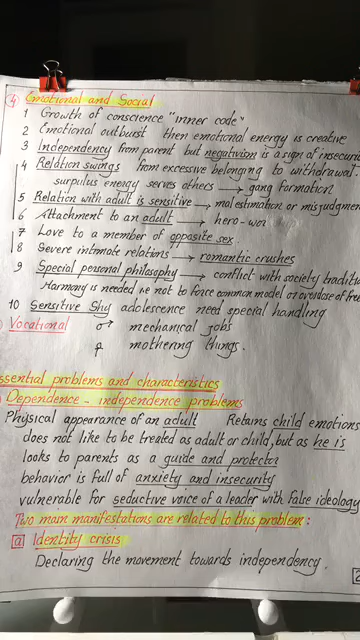 ④ Emotional and Social
1 Growth of conscience "inner code"
2 Emotional outburst then emotional energy is creative
3 Independency from parent but negativism is a sign of insecuri
4 Relation swings from excessive belonging to withdrawal.
surpulus energy serves others → gang formation
5 Relation with adult is sensitive → malestimation or misjudgm
6 Attachment to an adult → hero-wor
7 Love to a member of opposite sex
8 Severe intimate relations → romantic crushes
9 Special personal philosophy → conflict with society traditio
Harmony is needed ie not to force common model or overdose of free
10 Sensitive Shy adolescence need special handling
Vocational ♂ mechanical jobs
♀ mothering things.
ssential problems and characteristics
Dependence - independence problems
Physical appearance of an adult Retains child emotions
does not like to be treated as adult or child, but as he is
looks to parents as a guide and protector
behavior is full of anxiety and insecurity
vulnerable for seductive voice of a leader with false ideology
Two main manifestations are related to this problem:
a Identity crisis
Declaring the movement towards independency.